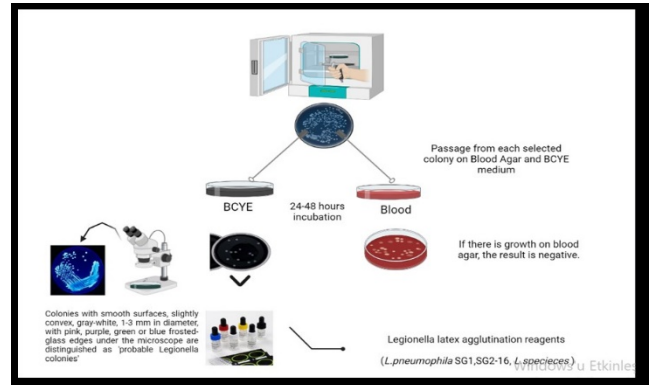 Passage from each selected
colony on Blood Agar and BCYE
medium
BCYE
24-48 hours
incubation
Blood
If there is growth on blood
agar, the result is negative.
Colonies with smooth surfaces, slightly
convex, gray-white, 1-3 mm in diameter,
with pink, purple, green or blue frosted-
glass edges under the microscope are
distinguished as 'probable Legionella
colonies'
Legionella latex agglutination reagents
(L.pneumophila SG1,SG2-16, L.specieces)
Windows'u Etkinleş